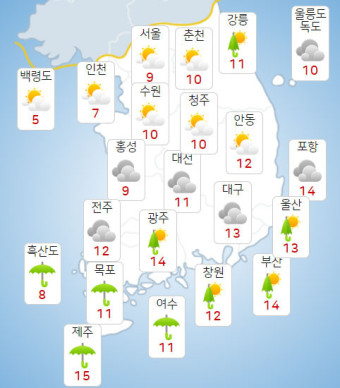 강릉
11
울릉도
독도
10
서울
9
춘천
10
백령도
5
인천
7
수원
10
청주
10
안동
12
홍성
9
대전
11
포항
14
대구
13
전주
12
광주
14
울산
13
흑산도
8
목포
11
창원
12
부산
14
여수
11
제주
15